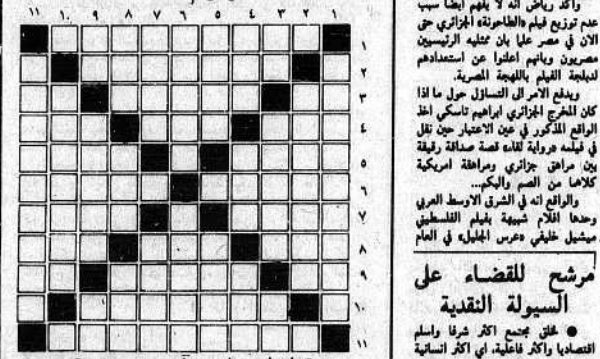 ١ ٢ ٣ ٤ ٥ ٦ ٧ ٨ ٩ ١٠ ١١
١
٢
٣
٤
٥
٦
٧
٨
٩
١٠
١١
وأكد رياض انه لا يفهم ايضا سبب
عدم توزيع فيلم «الطاحونة» الجزائري حتى
الان في مصر علما بان ممثليه الرئيسيين
مصريون وبانهم اعلنوا عن استعدادهم
لدبلجة الفيلم باللهجة المصرية.
ويدفع الامر الى التساؤل حول ما اذا
كان المخرج الجزائري ابراهيم تساكي اخذ
الواقع المذكور في عين الاعتبار حين نقل
في فيلمه «رواية لقاء» قصة صداقة رقيقة
بين مراهق جزائري ومراهقة امريكية
كلاهما من الصم والبكم...
والواقع انه في الشرق الاوسط العربي
وحدها افلام شبيهة بفيلم الفلسطيني
ميشيل خليفي «عرس الجليل» في العام
مرشح للقضاء على
السيولة النقدية
● خلق مجتمع اكثر شرفا واسلم
اقتصاديا واكثر فاعلية، اي اكثر انسانية